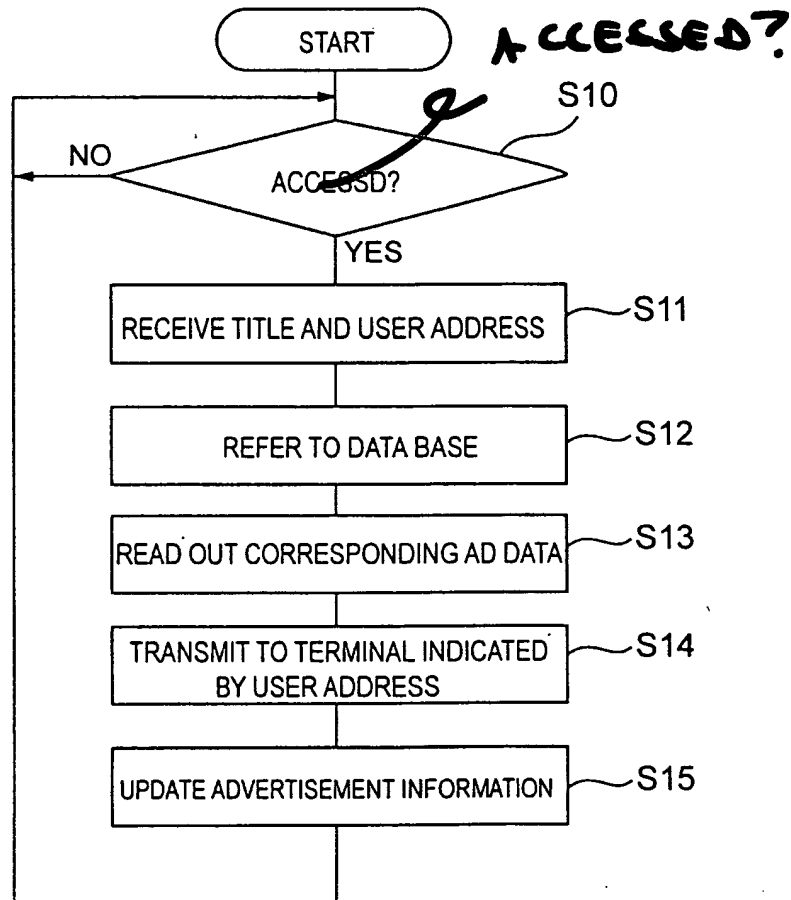 START
ACCESSED?
S10
NO
ACCESSD?
YES
RECEIVE TITLE AND USER ADDRESS
S11
REFER TO DATA BASE
S12
READ OUT CORRESPONDING AD DATA
S13
TRANSMIT TO TERMINAL INDICATED
BY USER ADDRESS
S14
UPDATE ADVERTISEMENT INFORMATION
S15